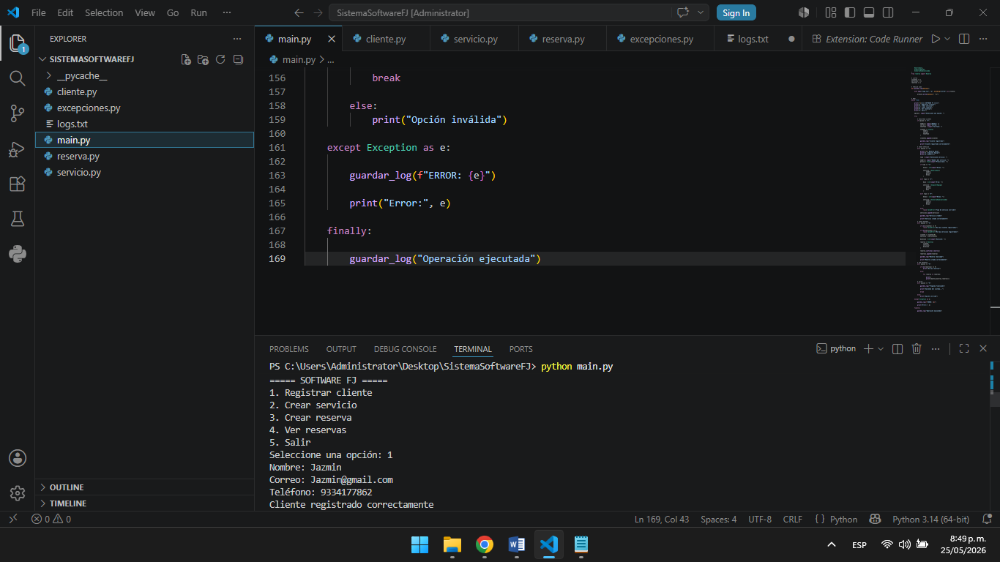 File Edit Selection View Go Run ··· SistemaSoftwareFJ [Administrator] Sign In
EXPLORER
main.py cliente.py servicio.py reserva.py excepciones.py logs.txt Extension: Code Runner
SISTEMASOFTWAREFJ
main.py > ...
__pycache__
cliente.py
excepciones.py
logs.txt
main.py
reserva.py
servicio.py
OUTLINE
TIMELINE
1
156 break
157
158 else:
159 print("Opción inválida")
160
161 except Exception as e:
162
163 guardar_log(f"ERROR: {e}")
164
165 print("Error:", e)
166
167 finally:
168
169 guardar_log("Operación ejecutada")
PROBLEMS OUTPUT DEBUG CONSOLE TERMINAL PORTS python
PS C:\Users\Administrator\Desktop\SistemaSoftwareFJ> python main.py
===== SOFTWARE FJ =====
1. Registrar cliente
2. Crear servicio
3. Crear reserva
4. Ver reservas
5. Salir
Seleccione una opción: 1
Nombre: Jazmin
Correo: Jazmin@gmail.com
Teléfono: 9334177862
Cliente registrado correctamente
0 0 Ln 169, Col 43 Spaces: 4 UTF-8 CRLF {} Python Python 3.14 (64-bit)
ESP 8:49 p.m.
25/05/2026